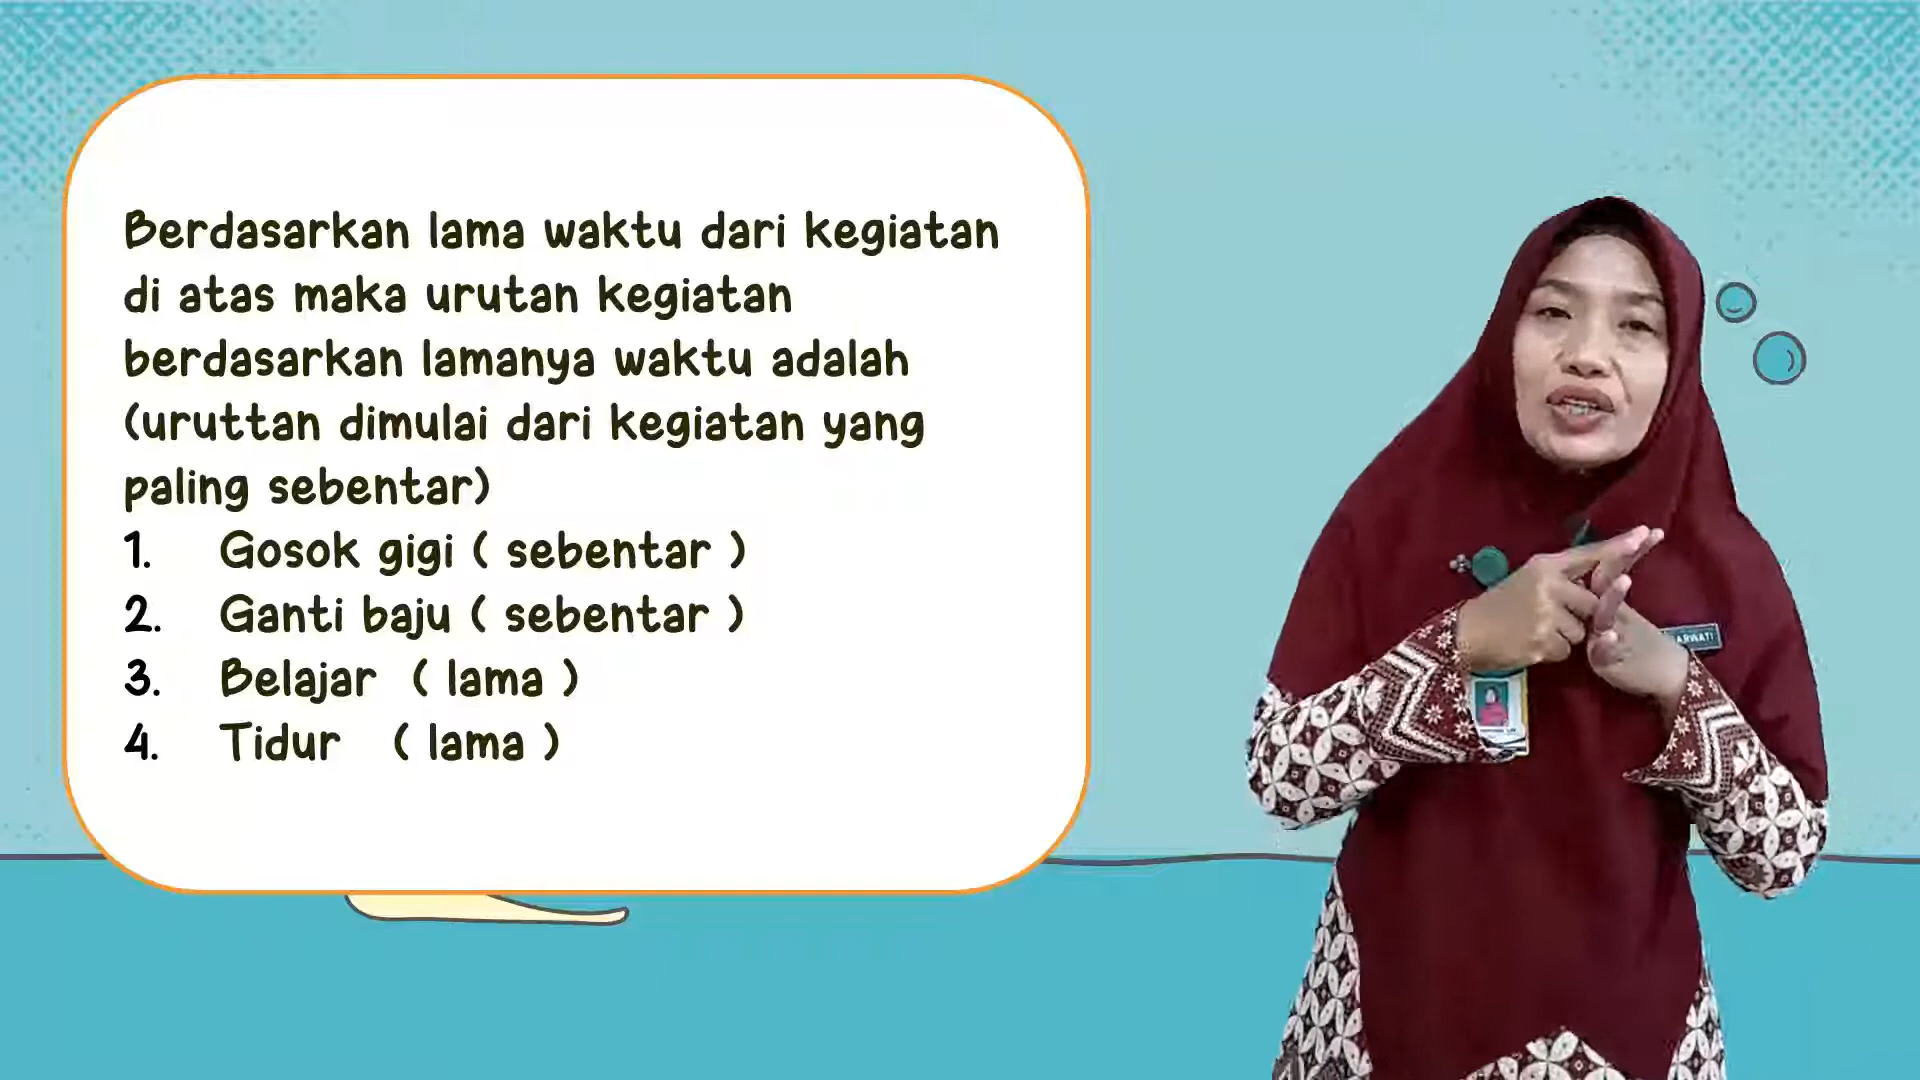 Berdasarkan lama waktu dari kegiatan
di atas maka urutan kegiatan
berdasarkan lamanya waktu adalah
(uruttan dimulai dari kegiatan yang
paling sebentar)
1. Gosok gigi ( sebentar )
2. Ganti baju ( sebentar )
3. Belajar ( lama )
4. Tidur ( lama )